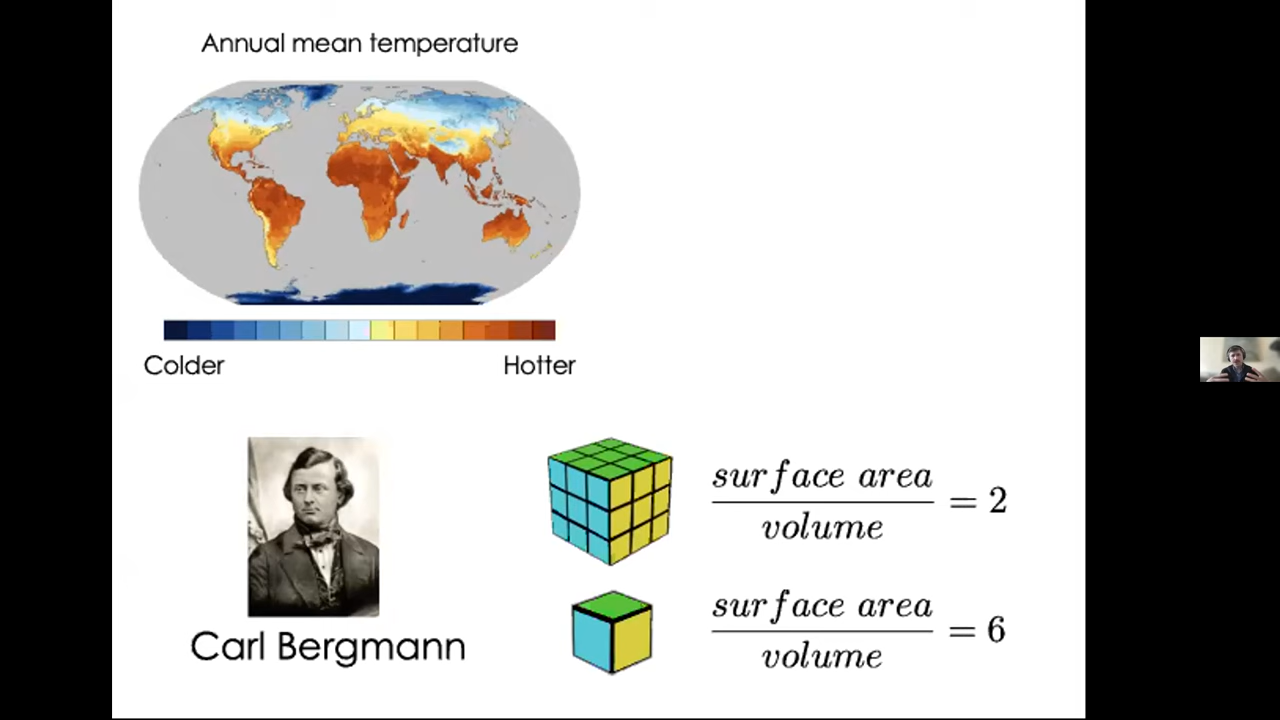 Annual mean temperature
Colder
Hotter
Carl Bergmann
surface area
volume
= 2
surface area
volume
= 6